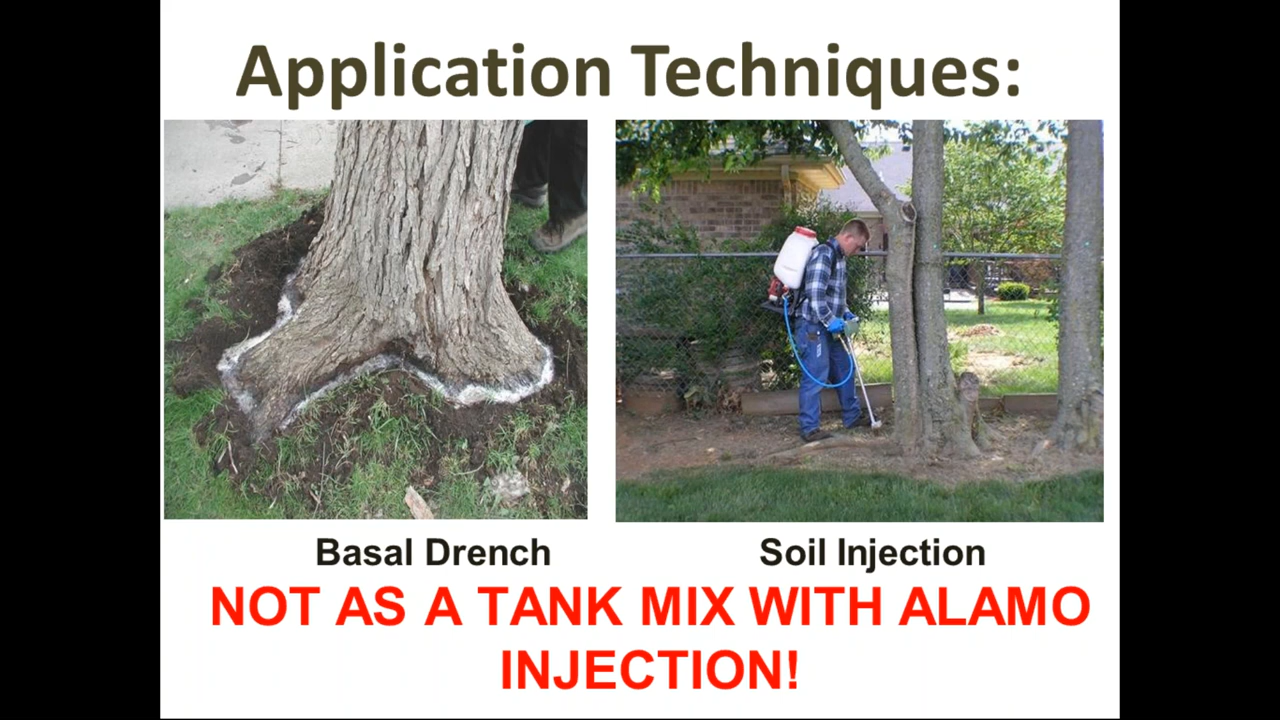 Application Techniques:
Basal Drench
Soil Injection
NOT AS A TANK MIX WITH ALAMO
INJECTION!